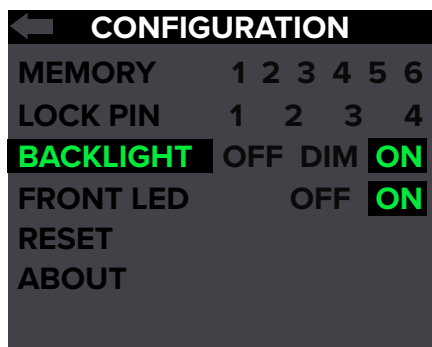 CONFIGURATION
MEMORY 1 2 3 4 5 6
LOCK PIN 1 2 3 4
BACKLIGHT OFF DIM ON
FRONT LED OFF ON
RESET
ABOUT